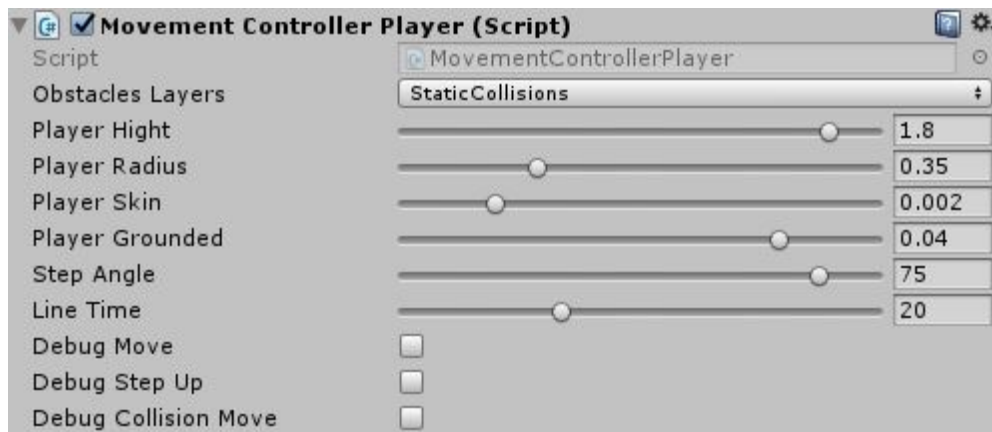 Movement Controller Player (Script)
Script MovementControllerPlayer
Obstacles Layers StaticCollisions
Player Hight 1.8
Player Radius 0.35
Player Skin 0.002
Player Grounded 0.04
Step Angle 75
Line Time 20
Debug Move
Debug Step Up
Debug Collision Move